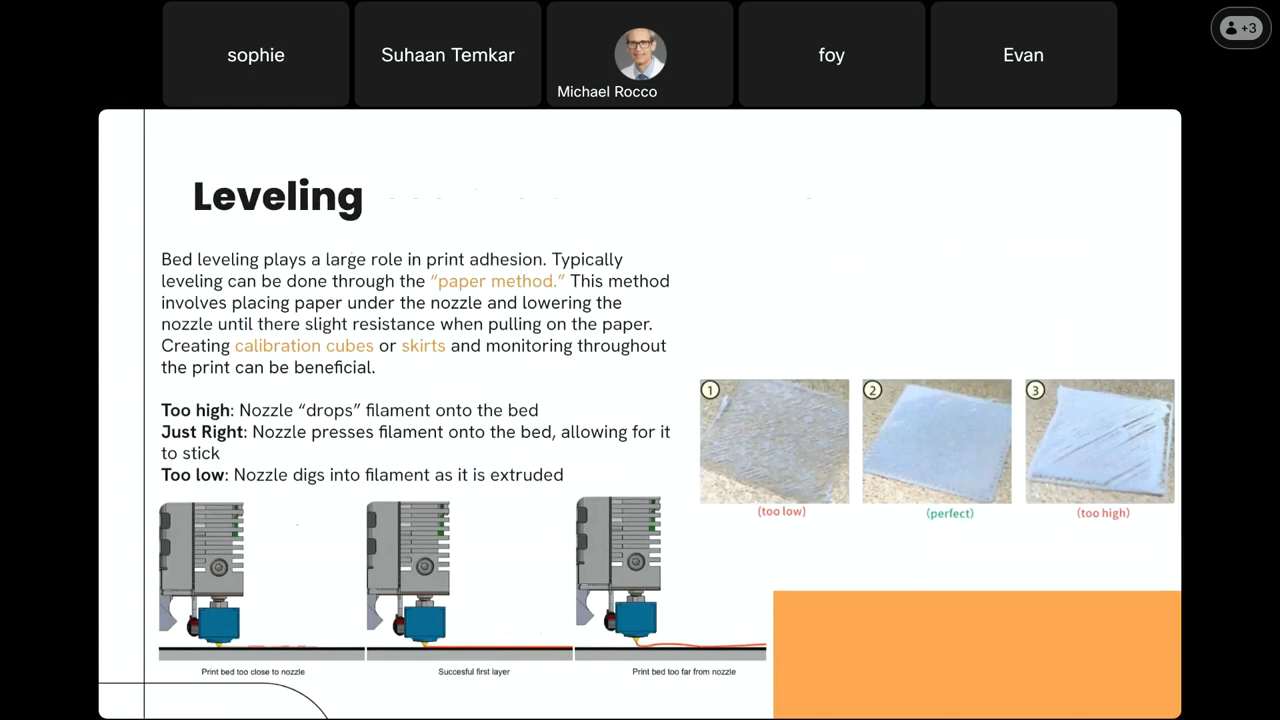 sophie
Suhaan Temkar
Michael Rocco
foy
Evan
+3
Leveling
Bed leveling plays a large role in print adhesion. Typically
leveling can be done through the “paper method.” This method
involves placing paper under the nozzle and lowering the
nozzle until there slight resistance when pulling on the paper.
Creating calibration cubes or skirts and monitoring throughout
the print can be beneficial.
Too high: Nozzle “drops” filament onto the bed
Just Right: Nozzle presses filament onto the bed, allowing for it
to stick
Too low: Nozzle digs into filament as it is extruded
1
2
3
(too low)
(perfect)
(too high)
Print bed too close to nozzle
Succesful first layer
Print bed too far from nozzle